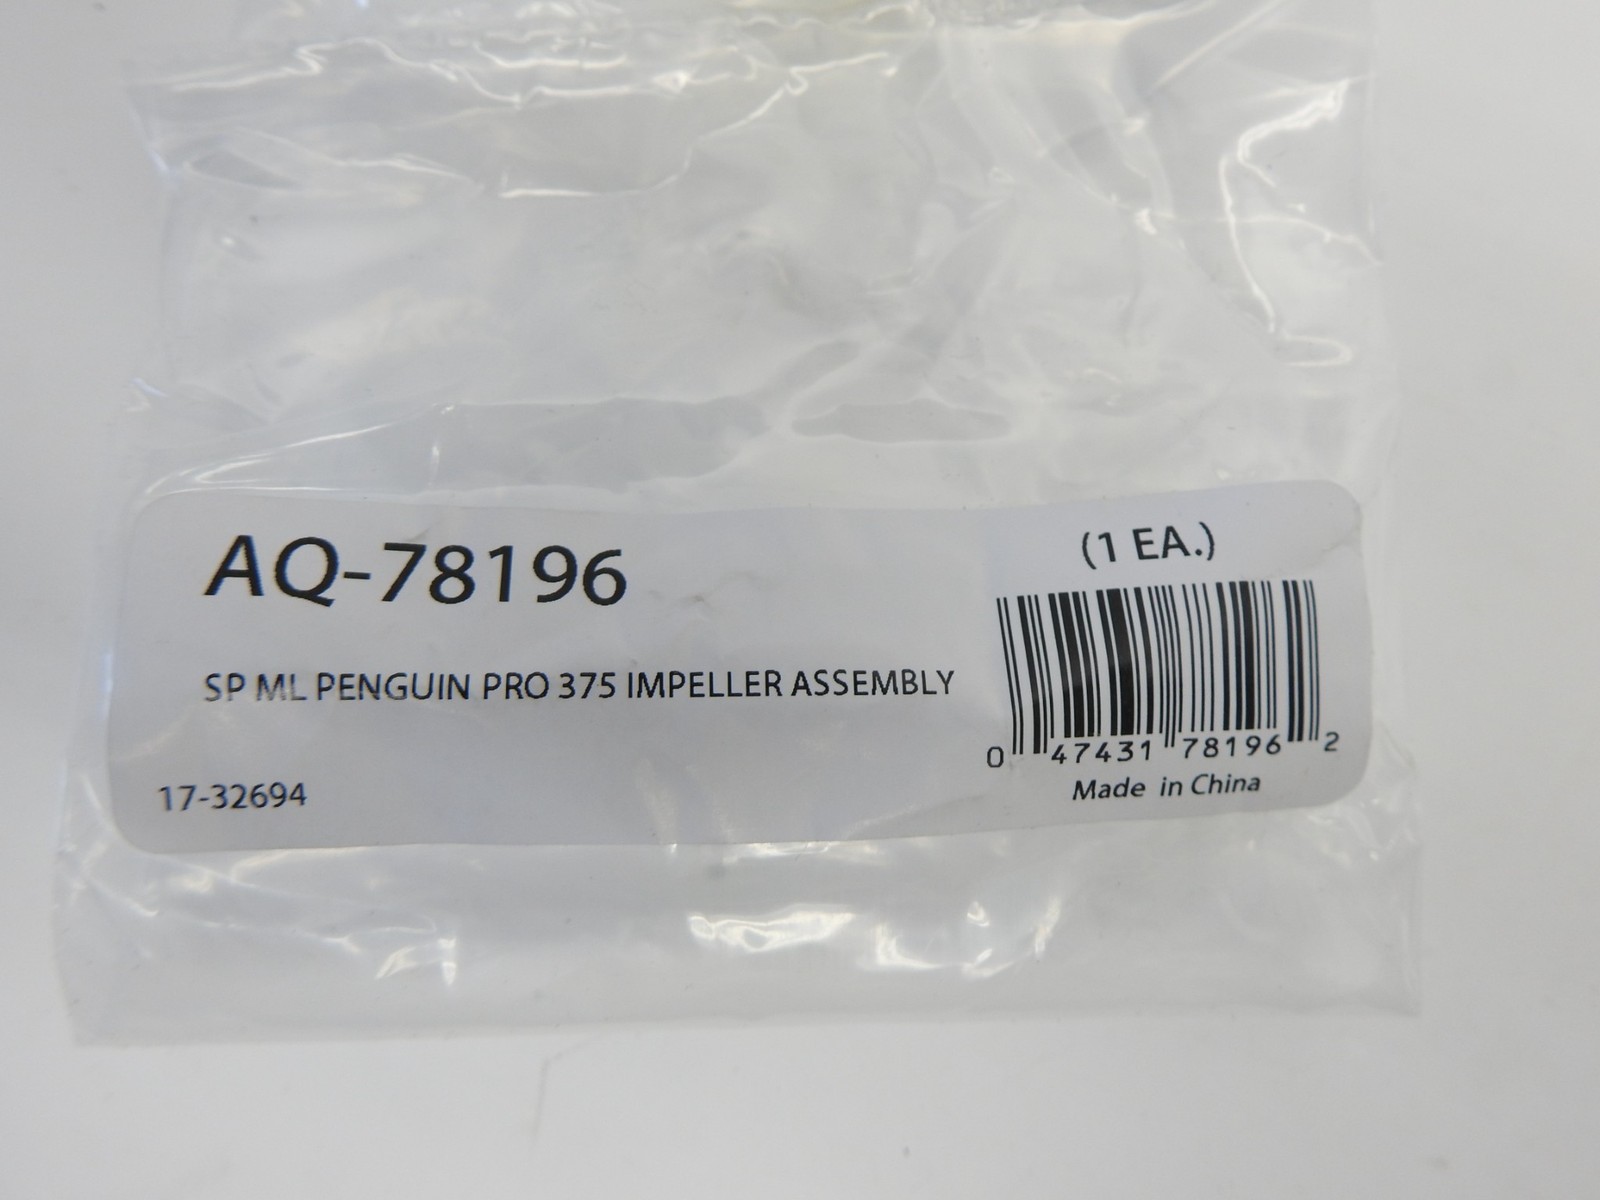 AQ-78196
(1 EA.)
SP ML PENGUIN PRO 375 IMPELLER ASSEMBLY
0 47431 78196 2
17-32694
Made in China